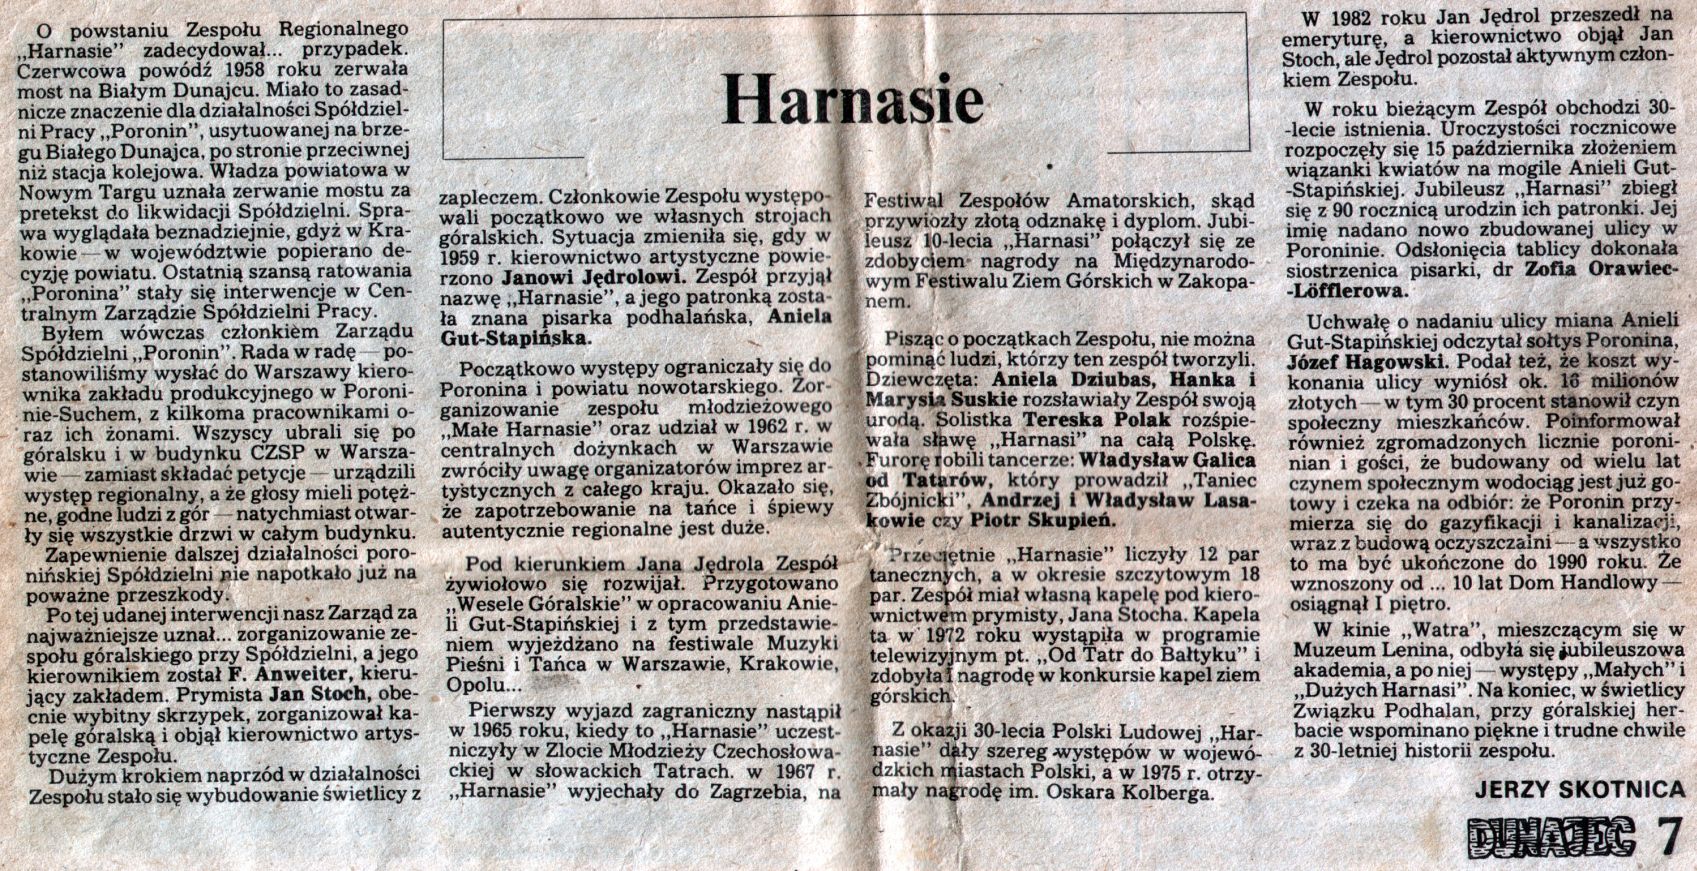 Harnasie
O powstaniu Zespołu Regionalnego
„Harnasie” zadecydował... przypadek.
Czerwcowa powódź 1958 roku zerwała
most na Białym Dunajcu. Miało to zasad-
nicze znaczenie dla działalności Spółdziel-
ni Pracy „Poronin”, usytuowanej na brze-
gu Białego Dunajca, po stronie przeciwnej
niż stacja kolejowa. Władza powiatowa w
Nowym Targu uznała zerwanie mostu za
pretekst do likwidacji Spółdzielni. Spra-
wa wyglądała beznadziejnie, gdyż w Kra-
kowie — w województwie popierano de-
cyzję powiatu. Ostatnią szansą ratowania
„Poronina” stały się interwencje w Cen-
tralnym Zarządzie Spółdzielni Pracy.
Byłem wówczas członkiem Zarządu
Spółdzielni „Poronin”. Rada w radę — po-
stanowiliśmy wysłać do Warszawy kiero-
wnika zakładu produkcyjnego w Poroni-
nie-Suchem, z kilkoma pracownikami o-
raz ich żonami. Wszyscy ubrali się po
góralsku i w budynku CZSP w Warsza-
wie — zamiast składać petycje — urządzili
występ regionalny, a że głosy mieli potęż-
ne, godne ludzi z gór — natychmiast otwar-
ły się wszystkie drzwi w całym budynku.
Zapewnienie dalszej działalności poro-
nińskiej Spółdzielni nie napotkało już na
poważne przeszkody.
Po tej udanej interwencji nasz Zarząd za
najważniejsze uznał... zorganizowanie ze-
społu góralskiego przy Spółdzielni, a jego
kierownikiem został F. Anweiter, kieru-
jący zakładem. Prymista Jan Stoch, obe-
cnie wybitny skrzypek, zorganizował ka-
pelę góralską i objął kierownictwo artys-
tyczne Zespołu.
Dużym krokiem naprzód w działalności
Zespołu stało się wybudowanie świetlicy z
zapleczem. Członkowie Zespołu występo-
wali początkowo we własnych strojach
góralskich. Sytuacja zmieniła się, gdy w
1959 r. kierownictwo artystyczne powie-
rzono Janowi Jędrolowi. Zespół przyjął
nazwę „Harnasie”, a jego patronką zosta-
ła znana pisarka podhalańska, Aniela
Gut-Stapińska.
Początkowo występy ograniczały się do
Poronina i powiatu nowotarskiego. Zor-
ganizowanie zespołu młodzieżowego
„Małe Harnasie” oraz udział w 1962 r. w
centralnych dożynkach w Warszawie
zwróciły uwagę organizatorów imprez ar-
tystycznych z całego kraju. Okazało się,
że zapotrzebowanie na tańce i śpiewy
autentycznie regionalne jest duże.
Pod kierunkiem Jana Jędrola Zespół
żywiołowo się rozwijał. Przygotowano
„Wesele Góralskie” w opracowaniu Anie-
li Gut-Stapińskiej i z tym przedstawie-
niem wyjeżdżano na festiwale Muzyki
Pieśni i Tańca w Warszawie, Krakowie,
Opolu...
Pierwszy wyjazd zagraniczny nastąpił
w 1965 roku, kiedy to „Harnasie” uczest-
niczyły w Zlocie Młodzieży Czechosłowa-
ckiej w słowackich Tatrach. w 1967 r.
„Harnasie” wyjechały do Zagrzebia, na
Festiwal Zespołów Amatorskich, skąd
przywiozły złotą odznakę i dyplom. Jubi-
leusz 10-lecia „Harnasi” połączył się ze
zdobyciem nagrody na Międzynarodo-
wym Festiwalu Ziem Górskich w Zakopa-
nem.
Pisząc o początkach Zespołu, nie można
pominąć ludzi, którzy ten zespół tworzyli.
Dziewczęta: Aniela Dziubas, Hanka i
Marysia Suskie rozsławiały Zespół swoją
urodą. Solistka Tereska Polak rozśpie-
wała sławę „Harnasi” na całą Polskę.
Furorę robili tancerze: Władysław Galica
od Tatarów, który prowadził „Taniec
Zbójnicki”, Andrzej i Władysław Lasa-
kowie czy Piotr Skupień.
Przeciętnie „Harnasie” liczyły 12 par
tanecznych, a w okresie szczytowym 18
par. Zespół miał własną kapelę pod kiero-
wnictwem prymisty, Jana Stocha. Kapela
ta w 1972 roku wystąpiła w programie
telewizyjnym pt. „Od Tatr do Bałtyku” i
zdobyła I nagrodę w konkursie kapel ziem
górskich.
Z okazji 30-lecia Polski Ludowej „Har-
nasie” dały szereg występów w wojewó-
dzkich miastach Polski, a w 1975 r. otrzy-
mały nagrodę im. Oskara Kolberga.
W 1982 roku Jan Jędrol przeszedł na
emeryturę, a kierownictwo objął Jan
Stoch, ale Jędrol pozostał aktywnym człon-
kiem Zespołu.
W roku bieżącym Zespół obchodzi 30-
-lecie istnienia. Uroczystości rocznicowe
rozpoczęły się 15 października złożeniem
wiązanki kwiatów na mogile Anieli Gut-
-Stapińskiej. Jubileusz „Harnasi” zbiegł
się z 90 rocznicą urodzin ich patronki. Jej
imię nadano nowo zbudowanej ulicy w
Poroninie. Odsłonięcia tablicy dokonała
siostrzenica pisarki, dr Zofia Orawiec-
-Löfflerowa.
Uchwałę o nadaniu ulicy miana Anieli
Gut-Stapińskiej odczytał sołtys Poronina,
Józef Hagowski. Podał też, że koszt wy-
konania ulicy wyniósł ok. 16 milionów
złotych — w tym 30 procent stanowił czyn
społeczny mieszkańców. Poinformował
również zgromadzonych licznie poroni-
nian i gości, że budowany od wielu lat
czynem społecznym wodociąg jest już go-
towy i czeka na odbiór: że Poronin przy-
mierza się do gazyfikacji i kanalizacji,
wraz z budową oczyszczalni — a wszystko
to ma być ukończone do 1990 roku. Że
wznoszony od ... 10 lat Dom Handlowy —
osiągnął I piętro.
W kinie „Watra”, mieszczącym się w
Muzeum Lenina, odbyła się jubileuszowa
akademia, a po niej — występy „Małych” i
„Dużych Harnasi”. Na koniec, w świetlicy
Związku Podhalan, przy góralskiej her-
bacie wspominano piękne i trudne chwile
z 30-letniej historii zespołu.
JERZY SKOTNICA
DUNAJEC 7